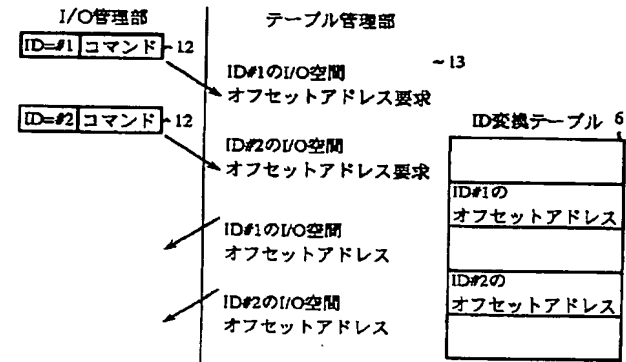 I/O管理部
テーブル管理部
ID=#1 コマンド ~12
~13
ID#1のI/O空間
オフセットアドレス要求
ID=#2 コマンド ~12
ID変換テーブル 6
ID#2のI/O空間
オフセットアドレス要求
ID#1の
オフセットアドレス
ID#1のI/O空間
オフセットアドレス
ID#2の
オフセットアドレス
ID#2のI/O空間
オフセットアドレス